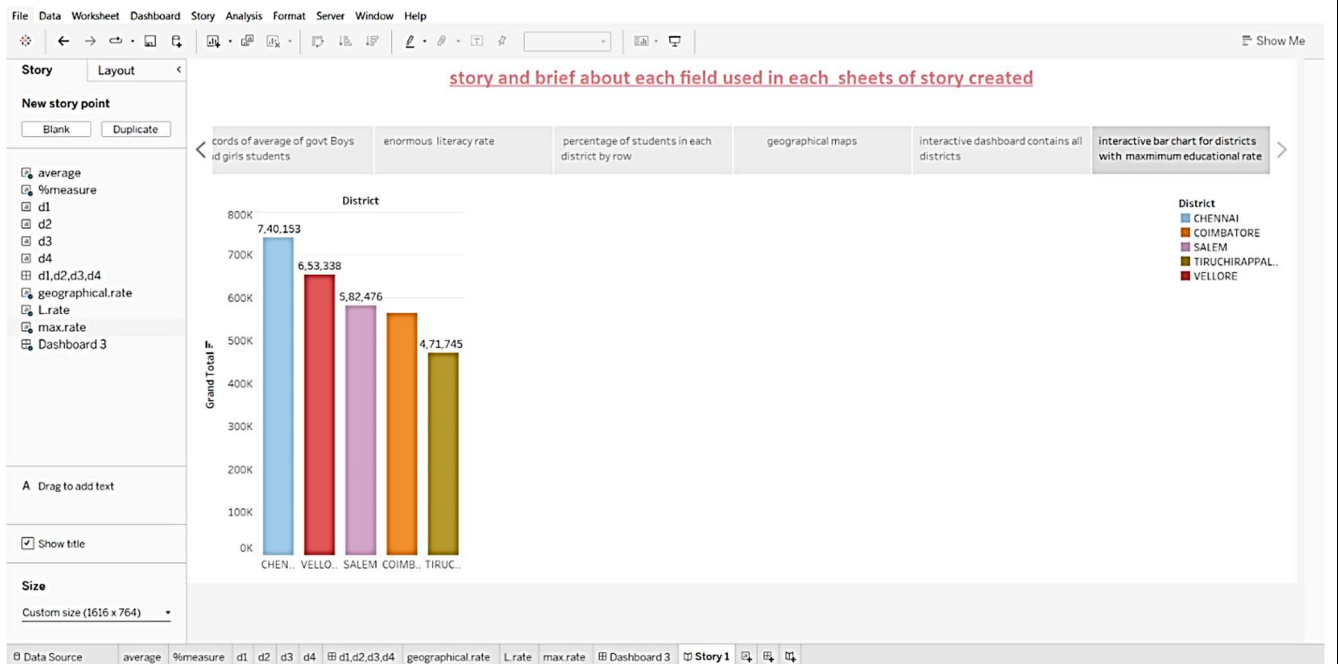 File Data Worksheet Dashboard Story Analysis Format Server Window Help
Show Me
Story Layout
New story point
Blank Duplicate
average
%measure
d1
d2
d3
d4
d1,d2,d3,d4
geographical.rate
L.rate
max.rate
Dashboard 3
A Drag to add text
Show title
Size
Custom size (1616 x 764)
story and brief about each field used in each sheets of story created
cords of average of govt Boys
d girls students
enormous literacy rate
percentage of students in each
district by row
geographical maps
interactive dashboard contains all
districts
interactive bar chart for districts
with maxmimum educational rate
District
800K
700K
600K
500K
400K
300K
200K
100K
0K
Grand Total
7,40,153
6,53,338
5,82,476
4,71,745
CHEN.. VELLO.. SALEM COIMB.. TIRUC..
District
CHENNAI
COIMBATORE
SALEM
TIRUCHIRAPPAL..
VELLORE
Data Source average %measure d1 d2 d3 d4 d1,d2,d3,d4 geographical.rate L.rate max.rate Dashboard 3 Story 1